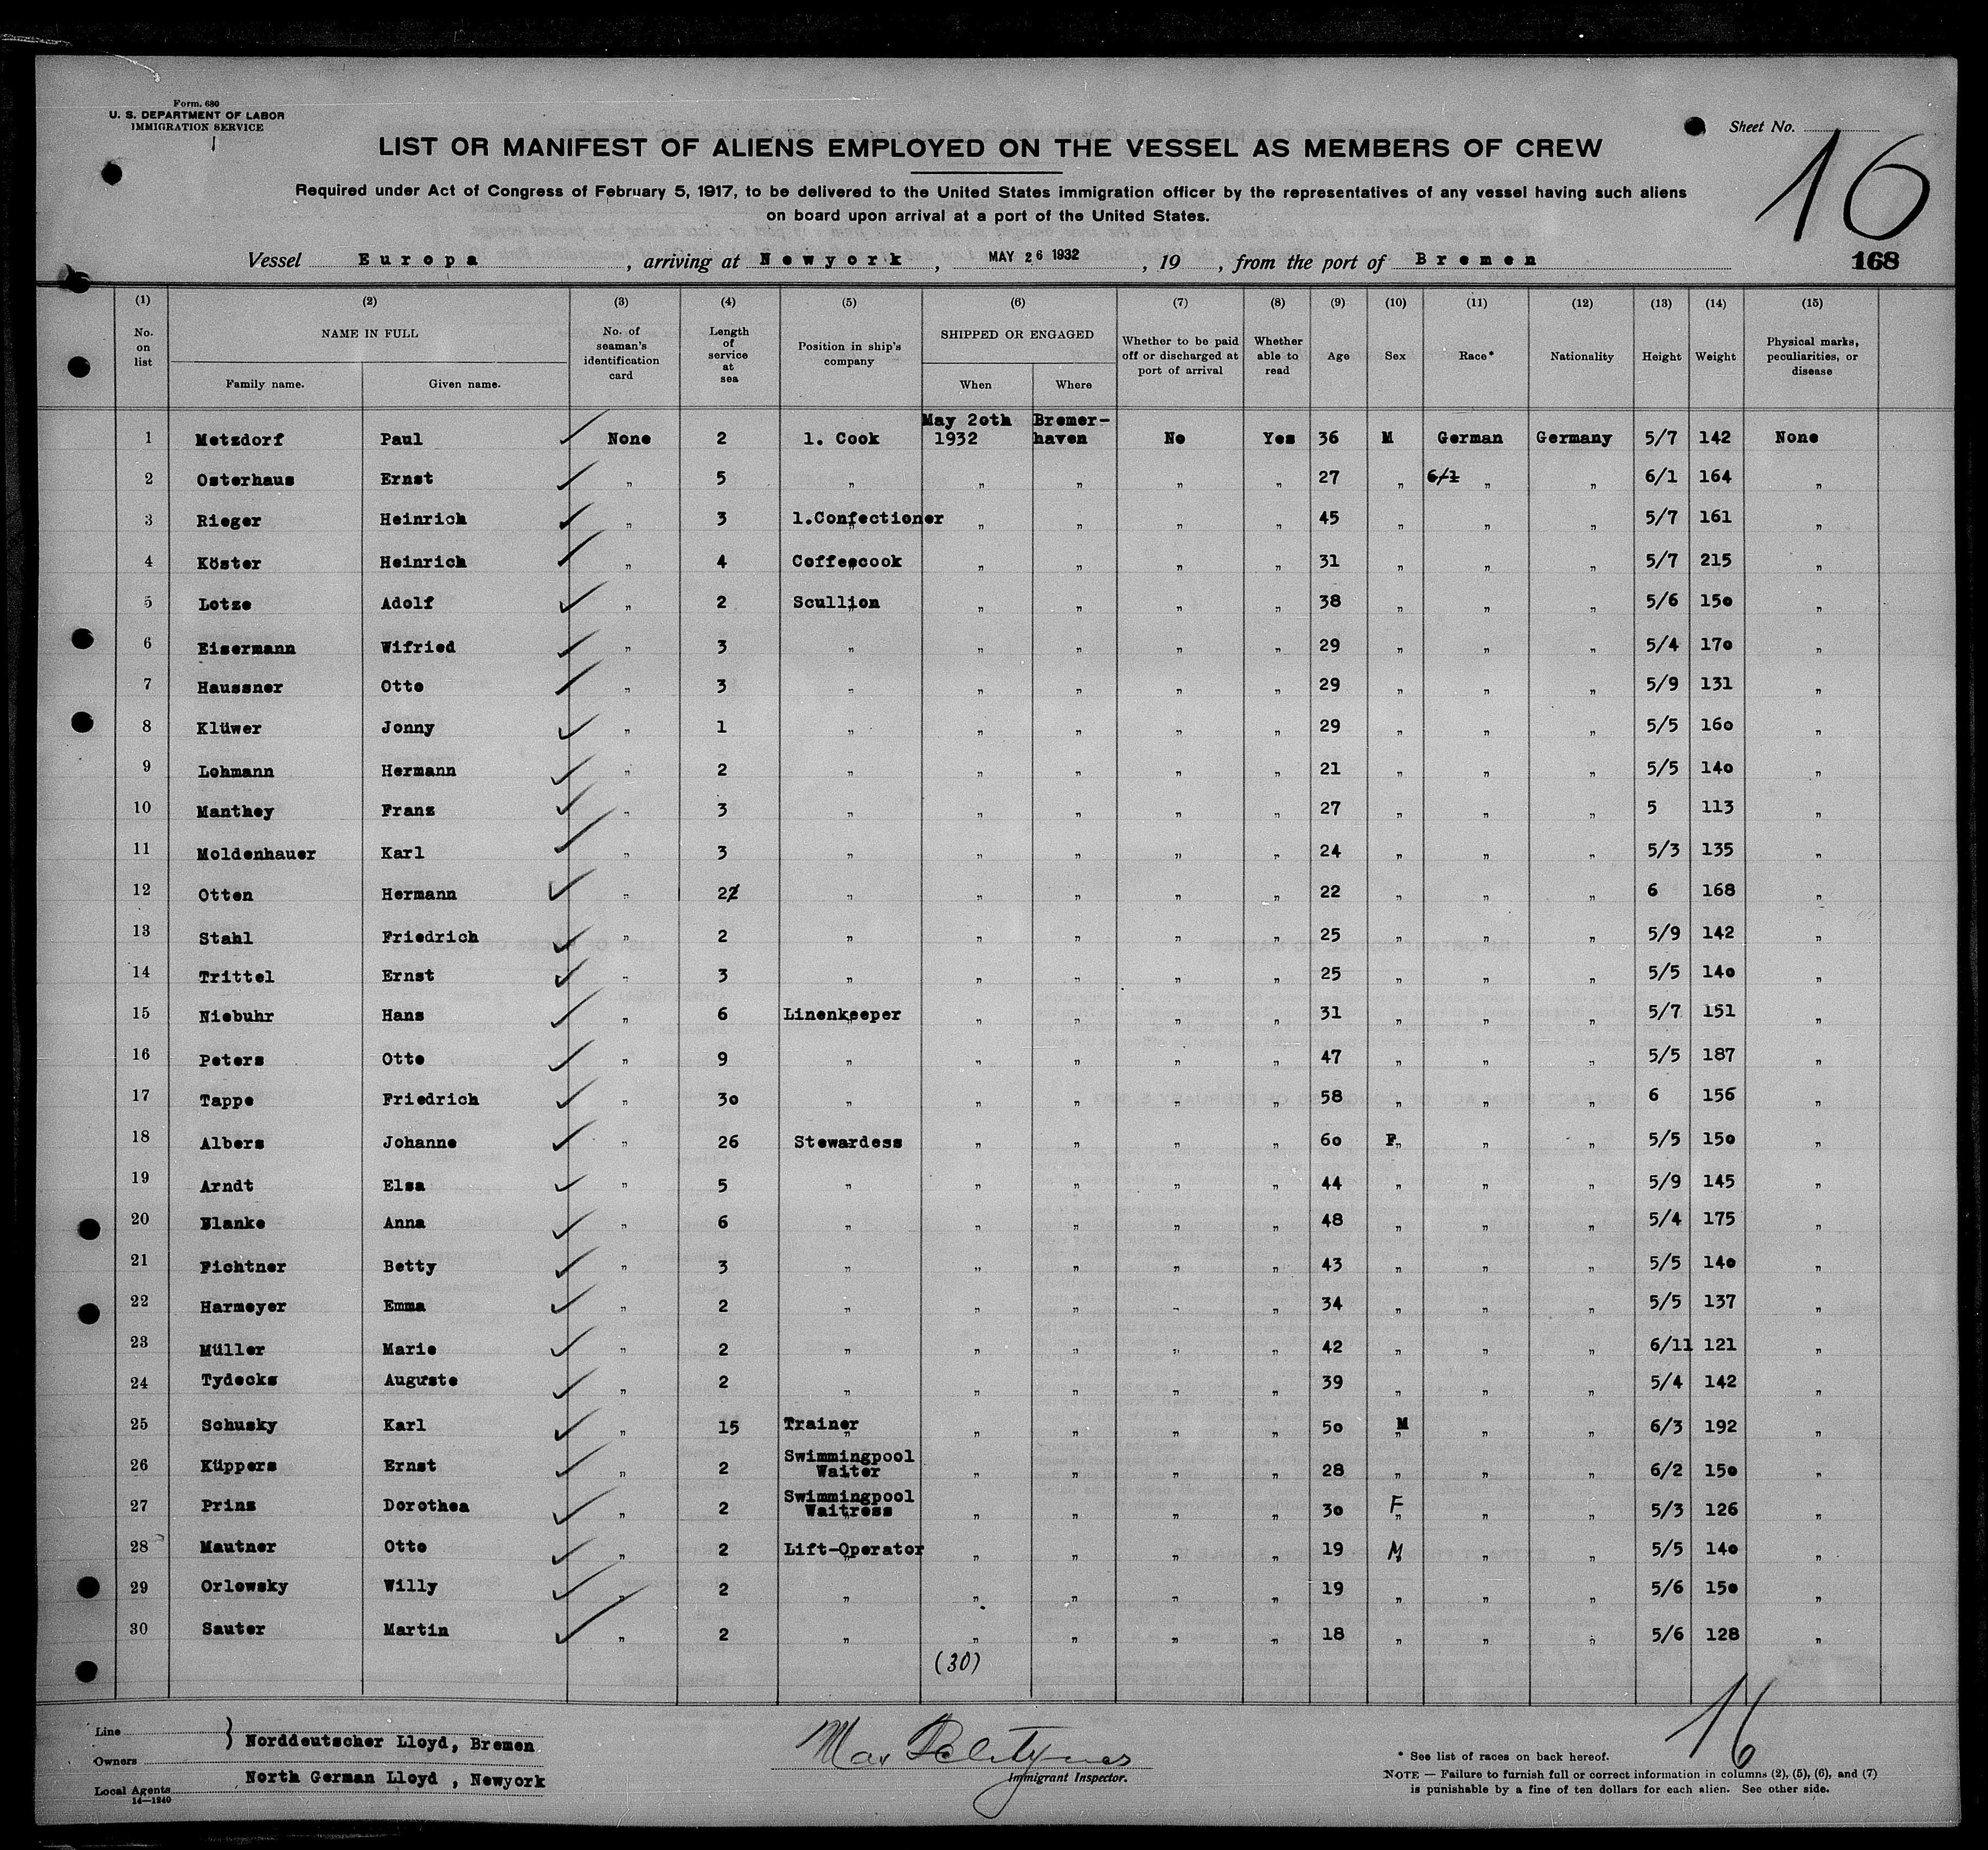 Form. 680
U. S. DEPARTMENT OF LABOR
IMMIGRATION SERVICE
Sheet No. 16
LIST OR MANIFEST OF ALIENS EMPLOYED ON THE VESSEL AS MEMBERS OF CREW
Required under Act of Congress of February 5, 1917, to be delivered to the United States immigration officer by the representatives of any vessel having such aliens
on board upon arrival at a port of the United States.
Vessel Europa , arriving at Newyork , MAY 26 1932 , 19 , from the port of Bremen
168
(1) (2) (3) (4) (5) (6) (7) (8) (9) (10) (11) (12) (13) (14) (15)
No. on list NAME IN FULL Family name. Given name. No. of seaman's identification card Length of service at sea Position in ship's company SHIPPED OR ENGAGED When Where Whether to be paid off or discharged at port of arrival Whether able to read Age Sex Race* Nationality Height Weight Physical marks, peculiarities, or disease
1 Metzdorf Paul None 2 1. Cook May 20th 1932 Bremer-haven No Yes 36 M German Germany 5/7 142 None
2 Osterhaus Ernst " 5 " " " " " 27 " 6/1 " " 6/1 164 "
3 Rieger Heinrich " 3 1.Confectioner " " " " 45 " " " 5/7 161 "
4 Köster Heinrich " 4 Coffeecook " " " " 31 " " " 5/7 215 "
5 Lotze Adolf " 2 Scullion " " " " 38 " " " 5/6 150 "
6 Eisermann Wifried " 3 " " " " " 29 " " " 5/4 170 "
7 Haussner Otto " 3 " " " " " 29 " " " 5/9 131 "
8 Klüwer Jonny " 1 " " " " " 29 " " " 5/5 160 "
9 Lohmann Hermann " 2 " " " " " 21 " " " 5/5 140 "
10 Manthey Franz " 3 " " " " " 27 " " " 5 113 "
11 Moldenhauer Karl " 3 " " " " " 24 " " " 5/3 135 "
12 Otten Hermann " 22 " " " " " 22 " " " 6 168 "
13 Stahl Friedrich " 2 " " " " " 25 " " " 5/9 142 "
14 Trittel Ernst " 3 " " " " " 25 " " " 5/5 140 "
15 Niebuhr Hans " 6 Linenkeeper " " " " 31 " " " 5/7 151 "
16 Peters Otto " 9 " " " " " 47 " " " 5/5 187 "
17 Tappe Friedrich " 30 " " " " " 58 " " " 6 156 "
18 Albers Johanne " 26 Stewardess " " " " 60 F " " 5/5 150 "
19 Arndt Elsa " 5 " " " " " 44 " " " 5/9 145 "
20 Blanke Anna " 6 " " " " " 48 " " " 5/4 175 "
21 Fichtner Betty " 3 " " " " " 43 " " " 5/5 140 "
22 Harmeyer Emma " 2 " " " " " 34 " " " 5/5 137 "
23 Müller Marie " 2 " " " " " 42 " " " 6/11 121 "
24 Tydecks Auguste " 2 " " " " " 39 " " " 5/4 142 "
25 Schusky Karl " 15 Trainer " " " " 50 M " " 6/3 192 "
26 Küppers Ernst " 2 Swimmingpool Waiter " " " " 28 " " " 6/2 150 "
27 Prins Dorothea " 2 Swimmingpool Waitress " " " " 30 F " " 5/3 126 "
28 Mautner Otto " 2 Lift-Operator " " " " 19 M " " 5/5 140 "
29 Orlowsky Willy " 2 " " " " " 19 " " " 5/6 150 "
30 Sauter Martin " 2 " " " " " 18 " " " 5/6 128 "
(30)
16
Line } Norddeutscher Lloyd, Bremen
Owners
Local Agents North German Lloyd , Newyork
14—1240
Max
Immigrant Inspector.
* See list of races on back hereof.
NOTE — Failure to furnish full or correct information in columns (2), (5), (6), and (7)
is punishable by a fine of ten dollars for each alien. See other side.